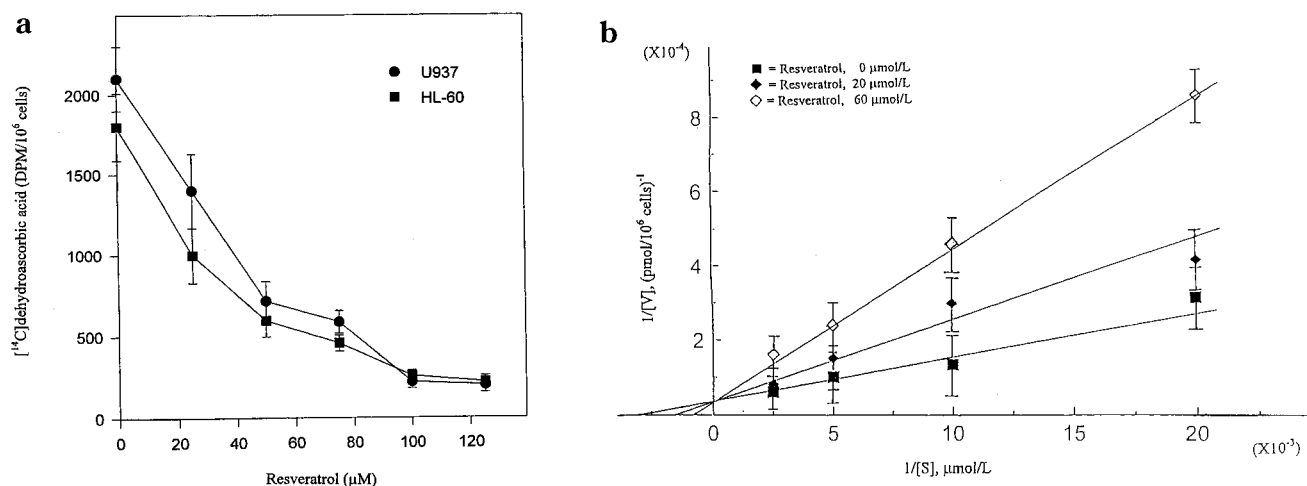 a
[¹⁴C]dehydroascorbic acid (DPM/10⁶ cells)
2000
1500
1000
500
0
U937
HL-60
0 20 40 60 80 100 120
Resveratrol (µM)
b
(X10⁻⁴)
1/[V], (pmol/10⁶ cells)⁻¹
8
6
4
2
= Resveratrol, 0 µmol/L
= Resveratrol, 20 µmol/L
= Resveratrol, 60 µmol/L
0 5 10 15 20
(X10⁻³)
1/[S], µmol/L